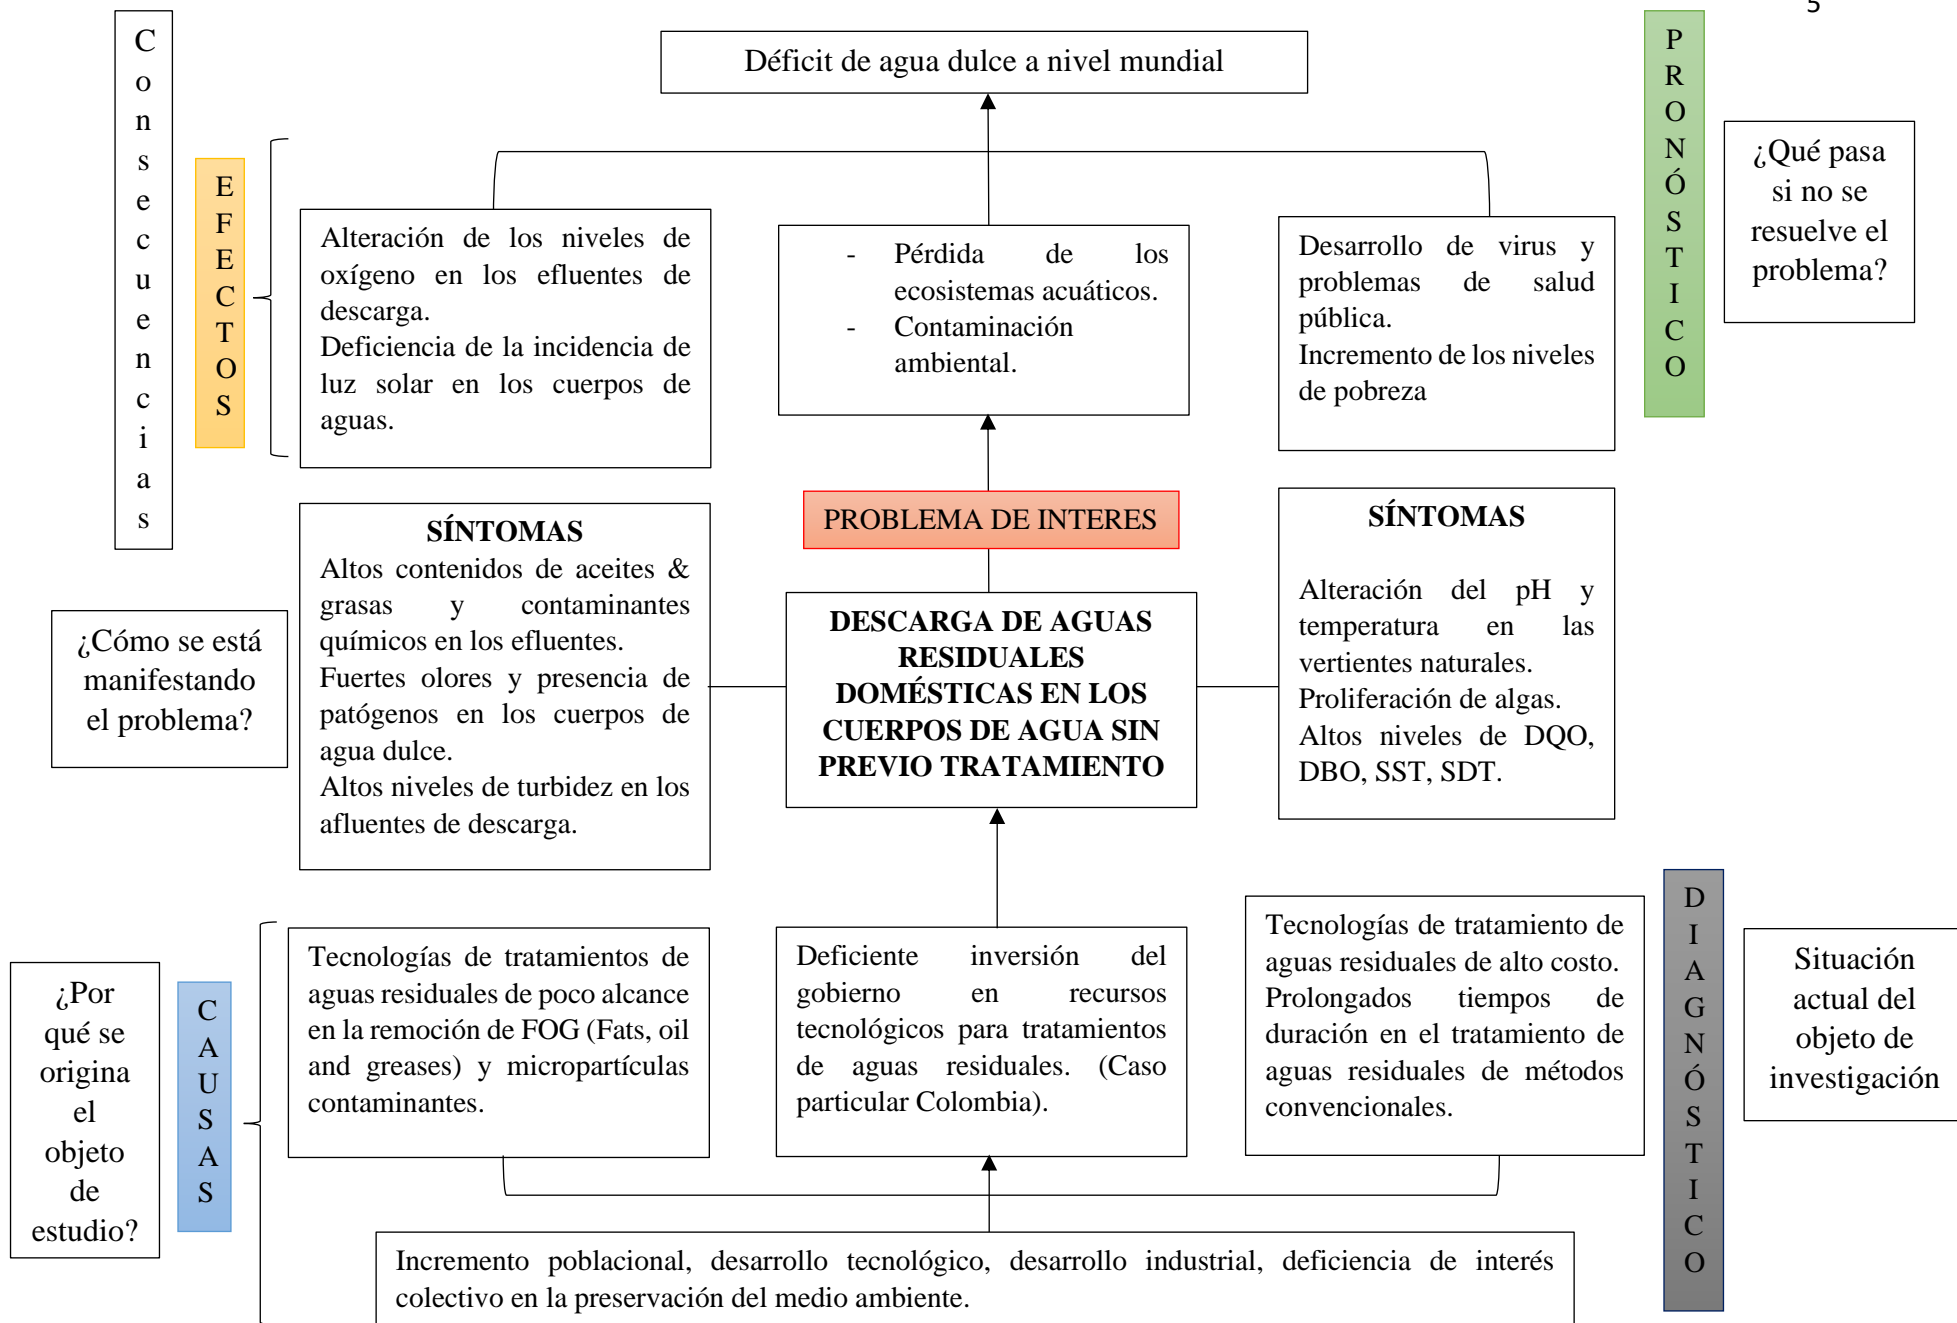 5
Consecuencias
Déficit de agua dulce a nivel mundial
PRONÓSTICO
¿Qué pasa
si no se
resuelve el
problema?
EFECTOS
Alteración de los niveles de
oxígeno en los efluentes de
descarga.
Deficiencia de la incidencia de
luz solar en los cuerpos de
aguas.
- Pérdida de los
ecosistemas acuáticos.
- Contaminación
ambiental.
Desarrollo de virus y
problemas de salud
pública.
Incremento de los niveles
de pobreza
PROBLEMA DE INTERES
¿Cómo se está
manifestando
el problema?
SÍNTOMAS
Altos contenidos de aceites &
grasas y contaminantes
químicos en los efluentes.
Fuertes olores y presencia de
patógenos en los cuerpos de
agua dulce.
Altos niveles de turbidez en los
afluentes de descarga.
DESCARGA DE AGUAS
RESIDUALES
DOMÉSTICAS EN LOS
CUERPOS DE AGUA SIN
PREVIO TRATAMIENTO
SÍNTOMAS
Alteración del pH y
temperatura en las
vertientes naturales.
Proliferación de algas.
Altos niveles de DQO,
DBO, SST, SDT.
¿Por
qué se
origina
el
objeto
de
estudio?
CAUSAS
Tecnologías de tratamientos de
aguas residuales de poco alcance
en la remoción de FOG (Fats, oil
and greases) y micropartículas
contaminantes.
Deficiente inversión del
gobierno en recursos
tecnológicos para tratamientos
de aguas residuales. (Caso
particular Colombia).
Tecnologías de tratamiento de
aguas residuales de alto costo.
Prolongados tiempos de
duración en el tratamiento de
aguas residuales de métodos
convencionales.
DIAGNÓSTICO
Situación
actual del
objeto de
investigación
Incremento poblacional, desarrollo tecnológico, desarrollo industrial, deficiencia de interés
colectivo en la preservación del medio ambiente.